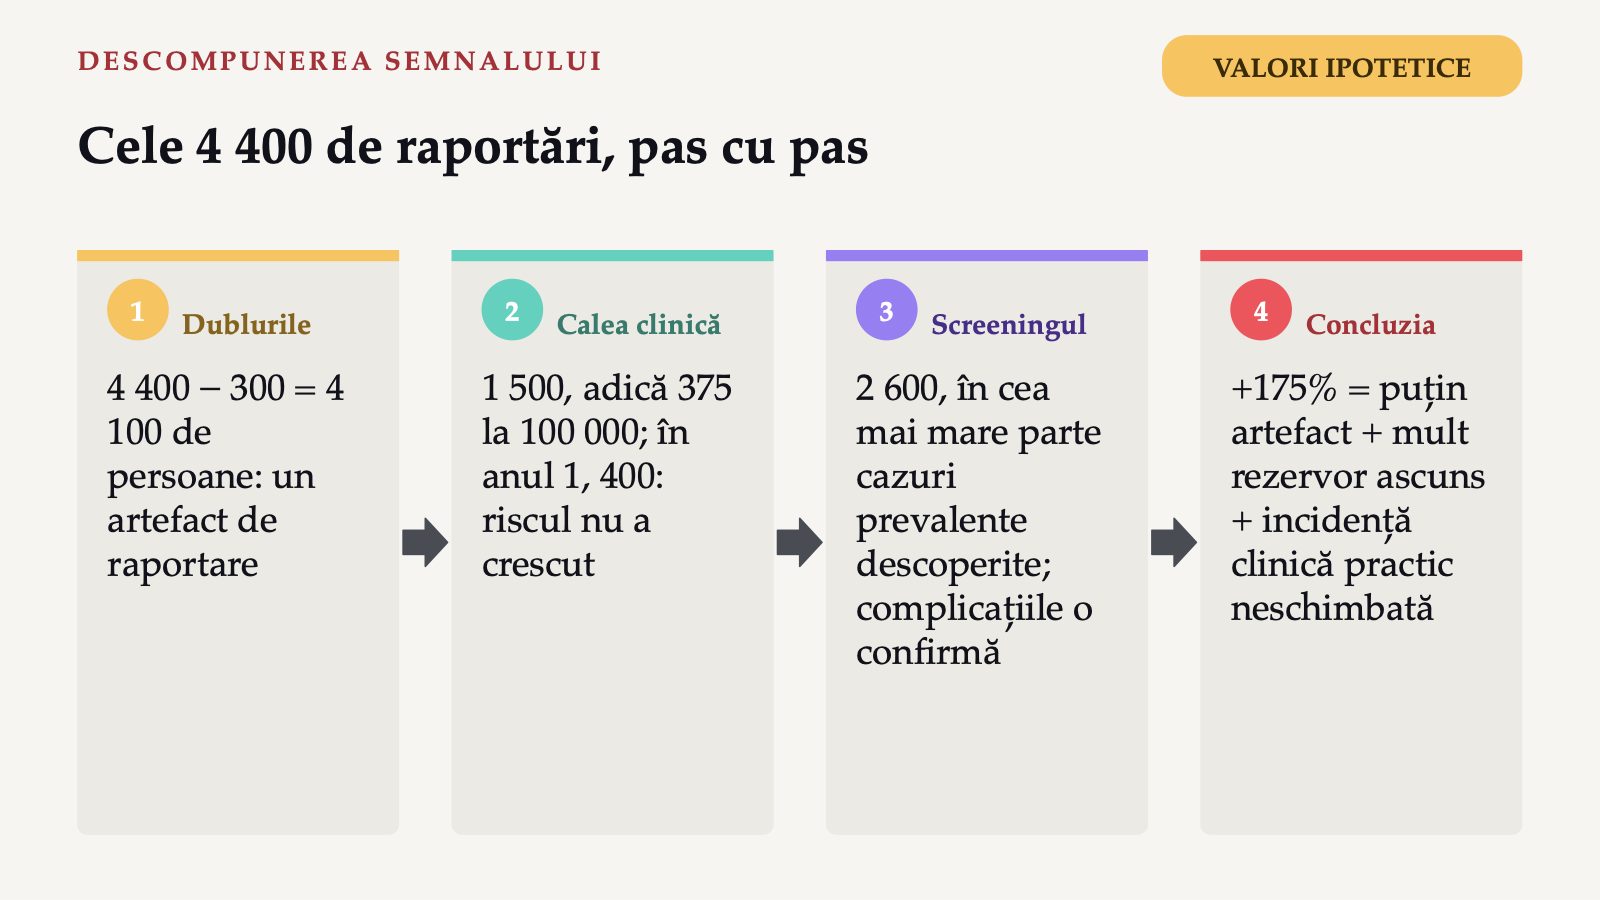 DESCOMPUNEREA SEMNALULUI
VALORI IPOTETICE
Cele 4 400 de raportări, pas cu pas
1
Dublurile
4 400 – 300 = 4
100 de
persoane: un
artefact de
raportare
2
Calea clinică
1 500, adică 375
la 100 000; în
anul 1, 400:
riscul nu a
crescut
3
Screeningul
2 600, în cea
mai mare parte
cazuri
prevalente
descoperite;
complicațiile o
confirmă
4
Concluzia
+175% = puțin
artefact + mult
rezervor ascuns
+ incidență
clinică practic
neschimbată